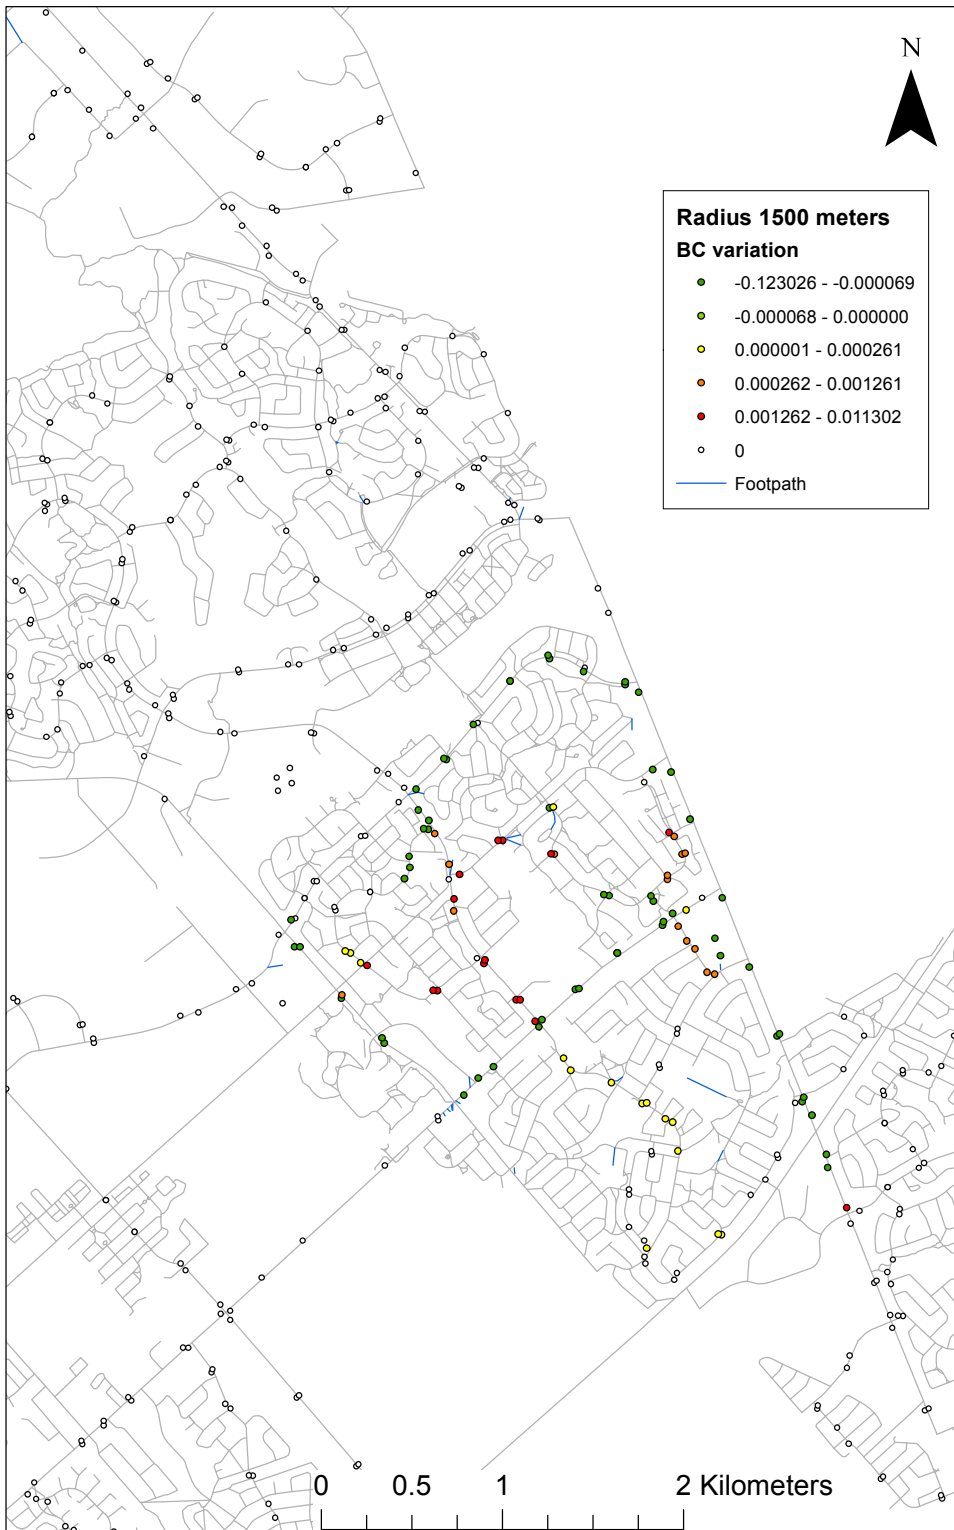 N
Radius 1500 meters
BC variation
-0.123026 - -0.000069
-0.000068 - 0.000000
0.000001 - 0.000261
0.000262 - 0.001261
0.001262 - 0.011302
0
Footpath
0 0.5 1 2 Kilometers